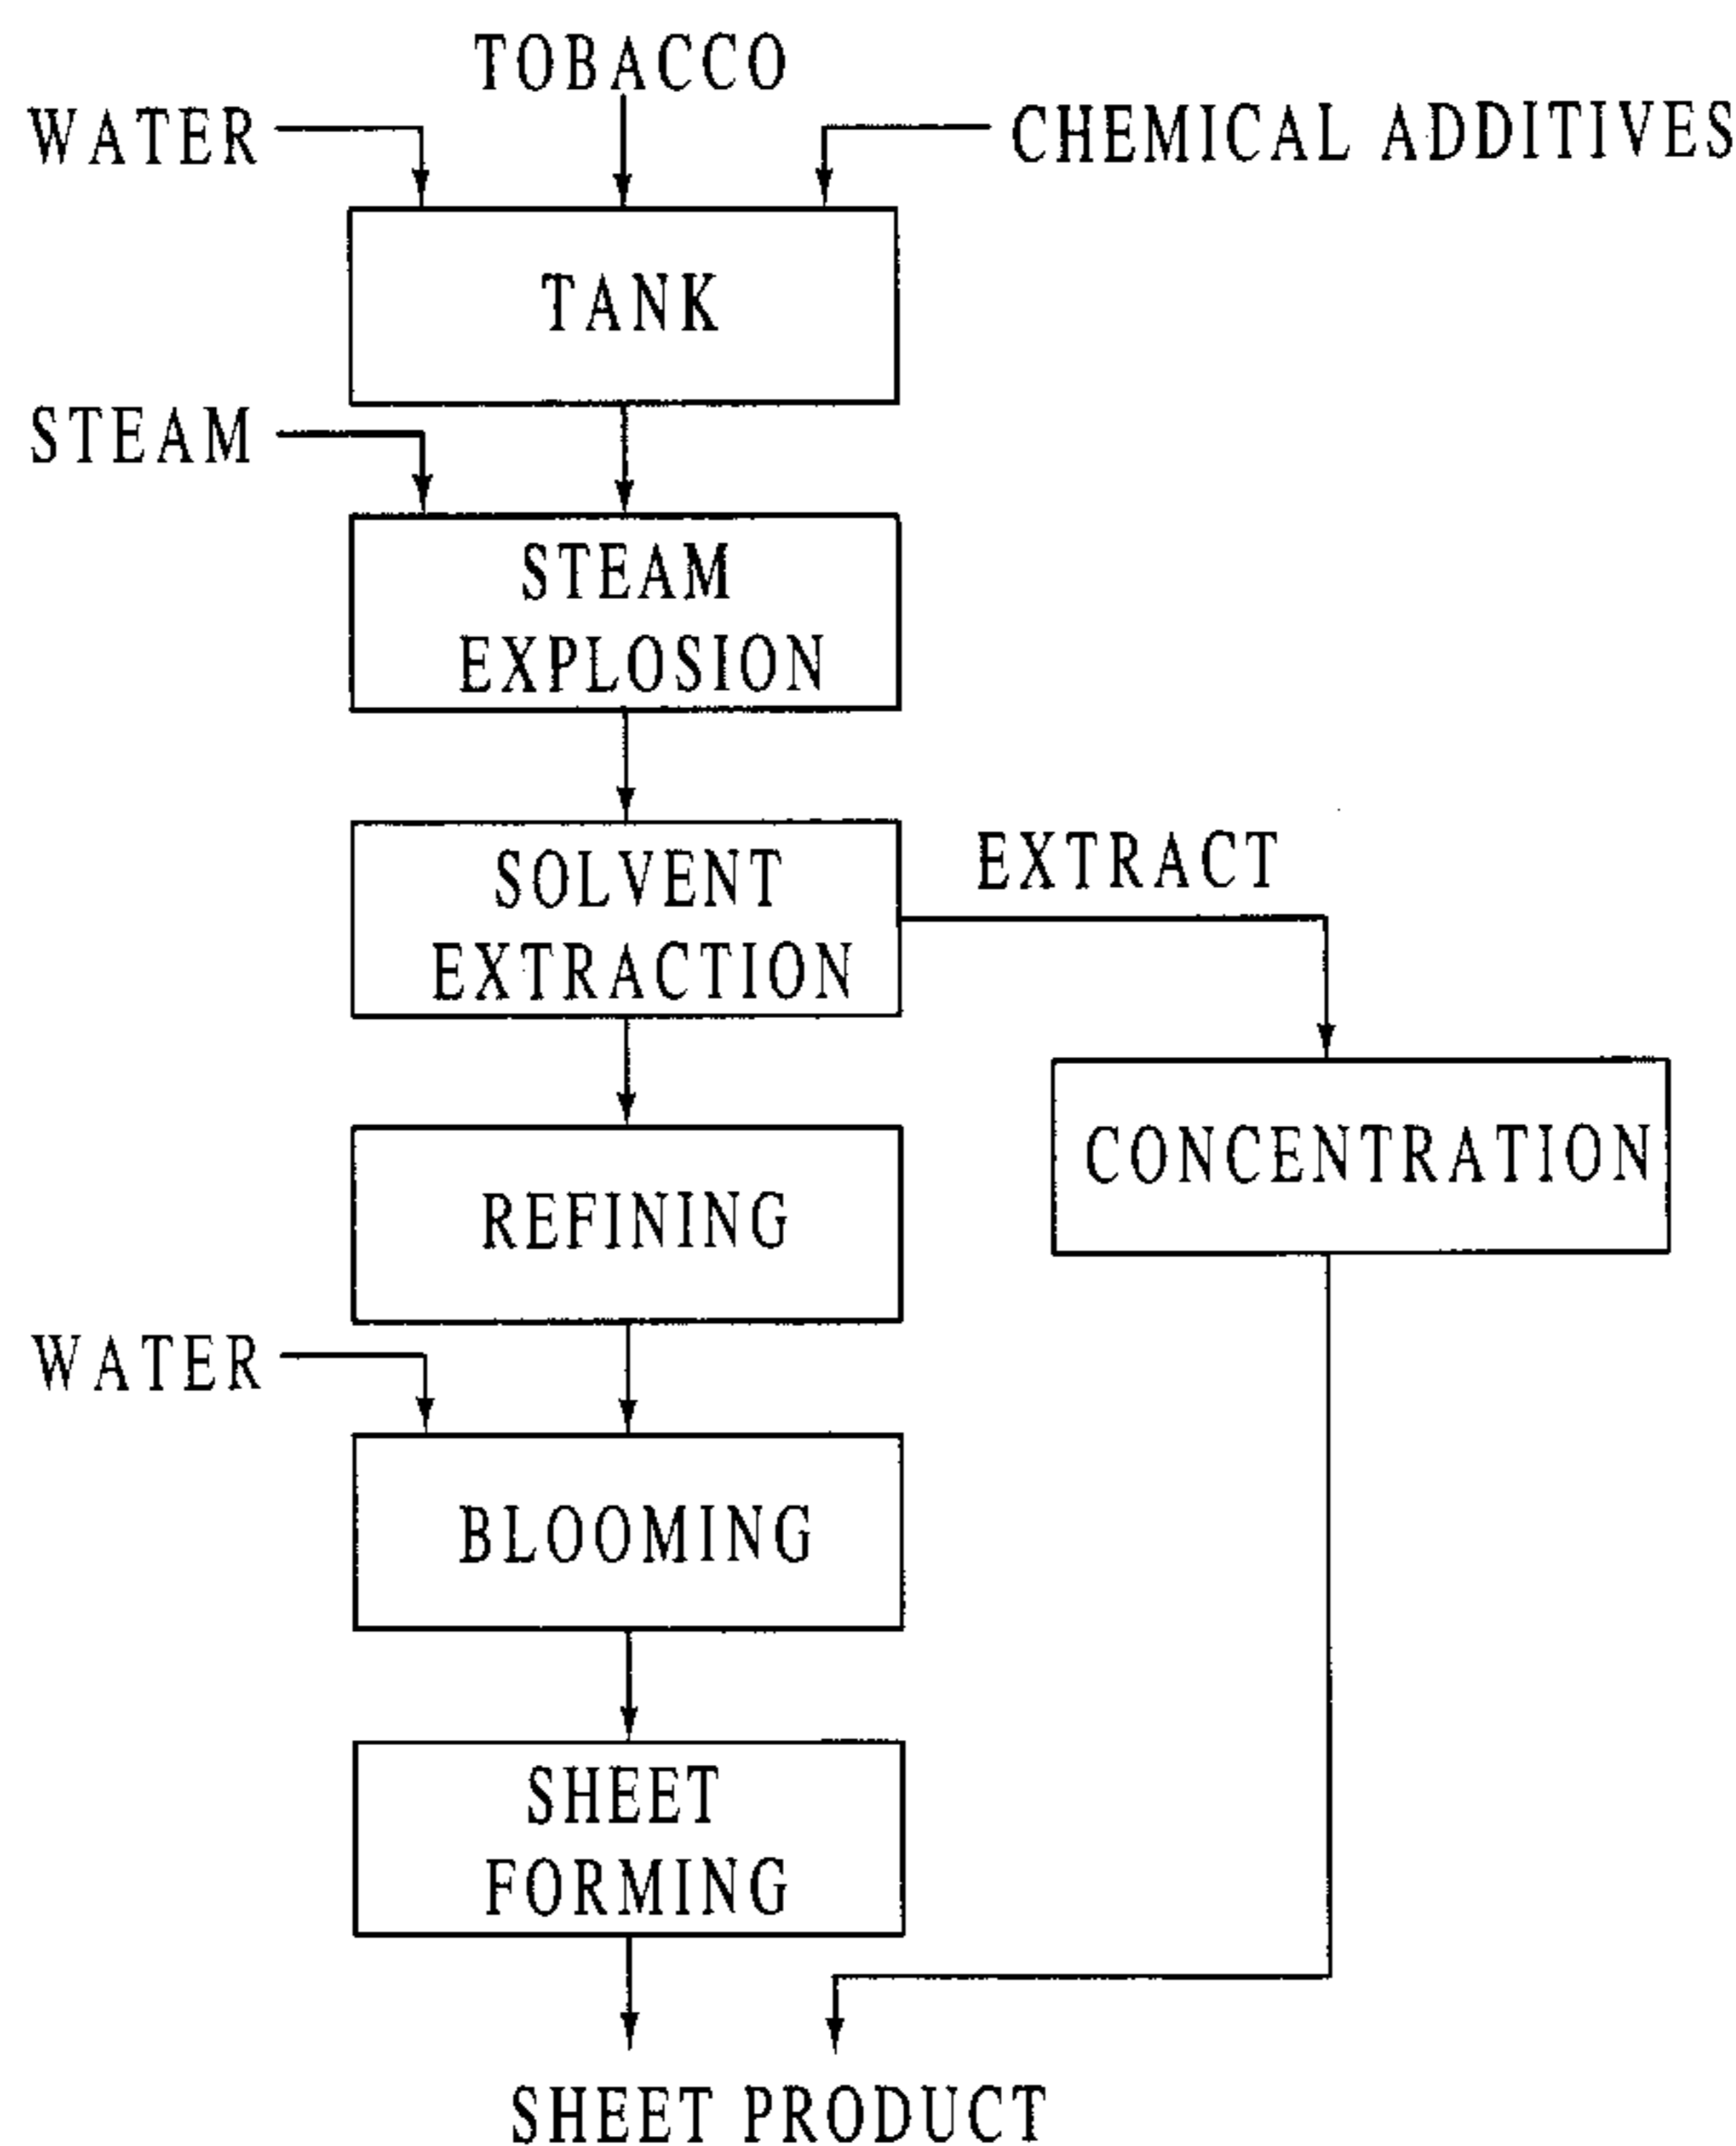 TOBACCO
WATER
CHEMICAL ADDITIVES
TANK
STEAM
STEAM
EXPLOSION
SOLVENT
EXTRACTION
EXTRACT
CONCENTRATION
REFINING
WATER
BLOOMING
SHEET
FORMING
SHEET PRODUCT